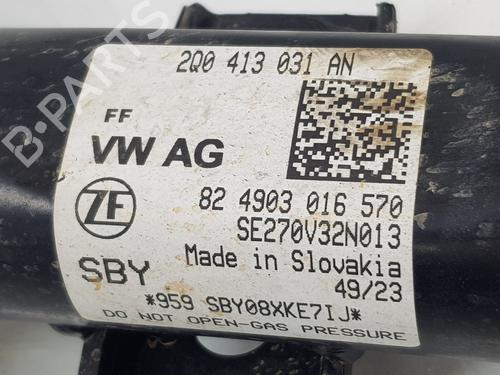 2Q0 413 031 AN
FF
VW AG
ZF
82 4903 016 570
SE270V32N013
Made in Slovakia
SBY
49/23
*959 SBY08XKE7IJ*
DO NOT OPEN-GAS PRESSURE
B-PARTS